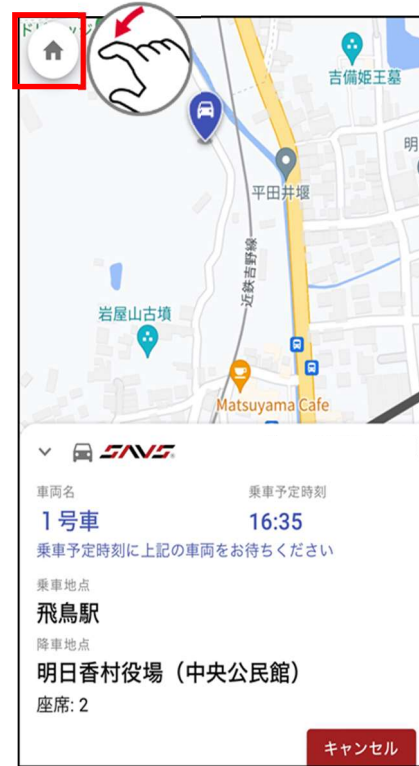 吉備姫王墓
明
平田井堰
近鉄吉野線
岩屋山古墳
Matsuyama Cafe
SAVS
車両名
乗車予定時刻
1号車
16:35
乗車予定時刻に上記の車両をお待ちください
乗車地点
飛鳥駅
降車地点
明日香村役場（中央公民館）
座席: 2
キャンセル